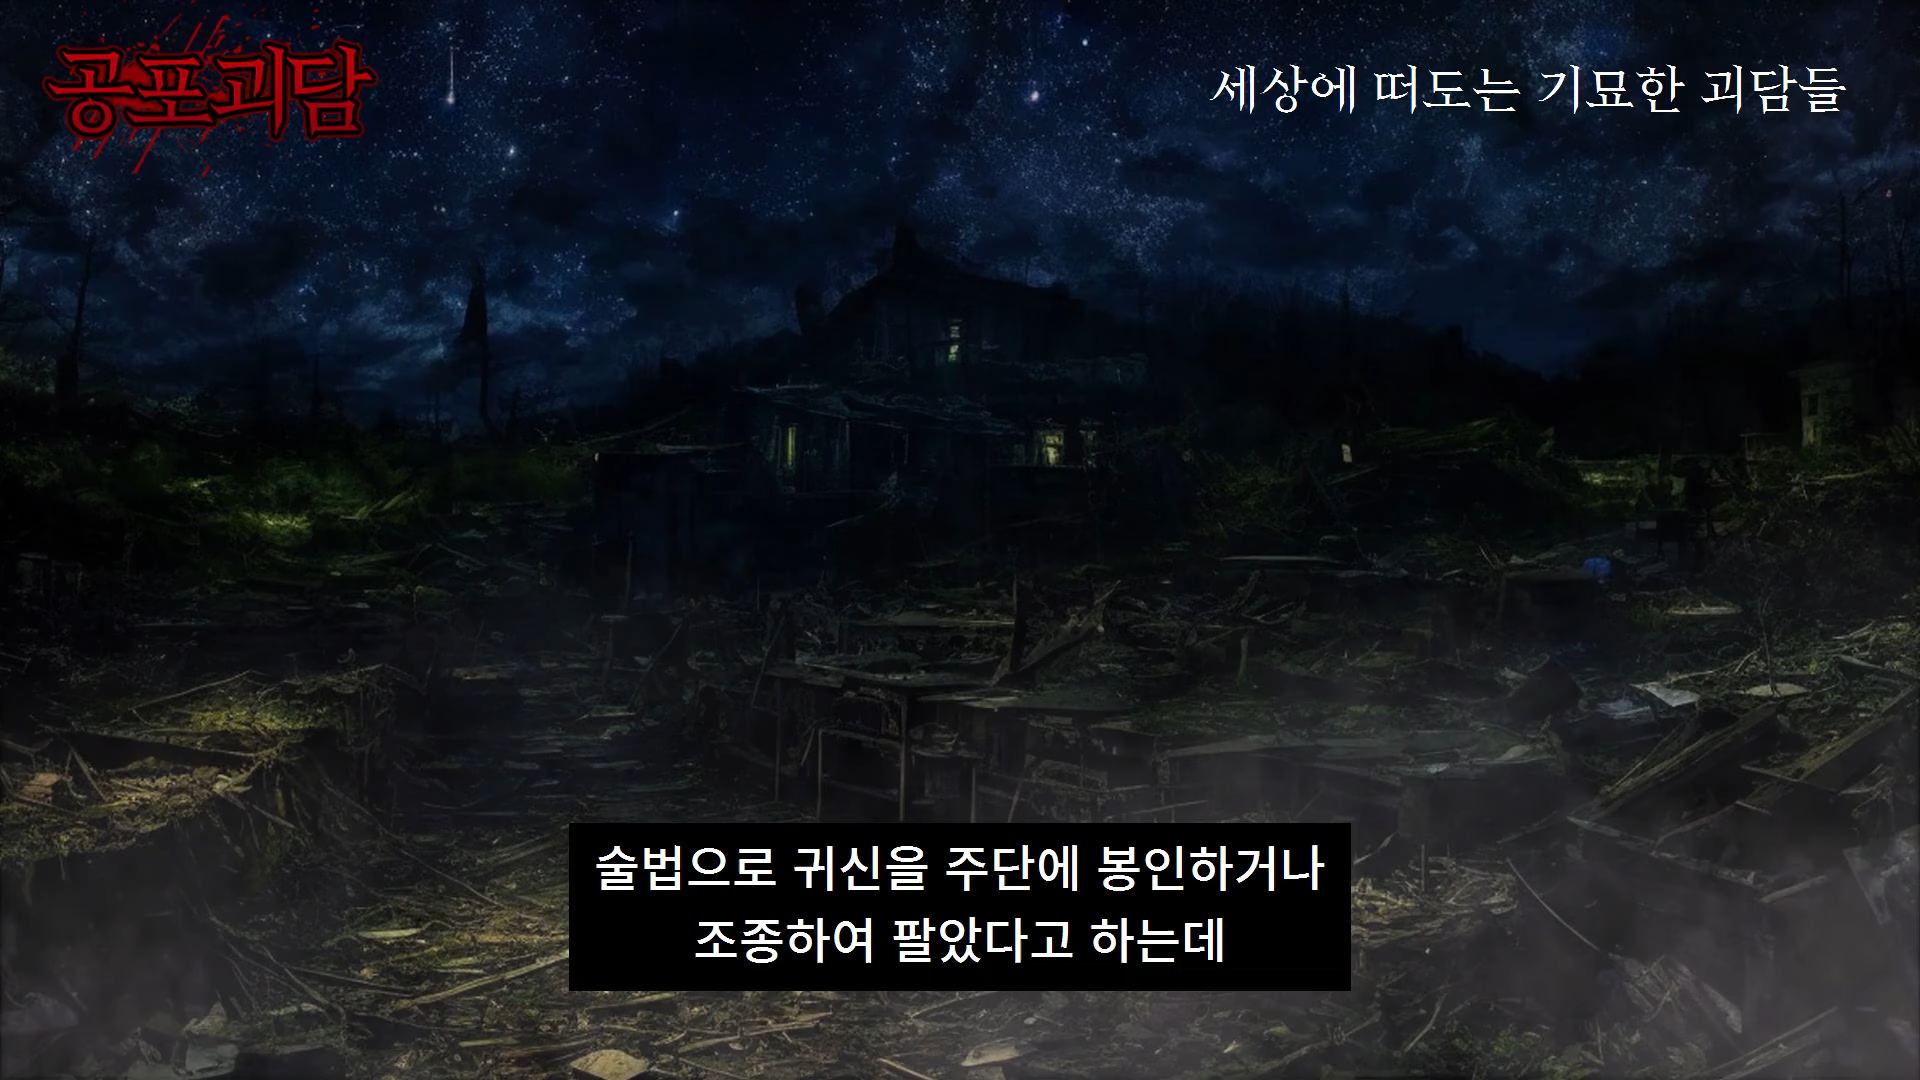 공포괴담
세상에 떠도는 기묘한 괴담들
술법으로 귀신을 주단에 봉인하거나
조종하여 팔았다고 하는데